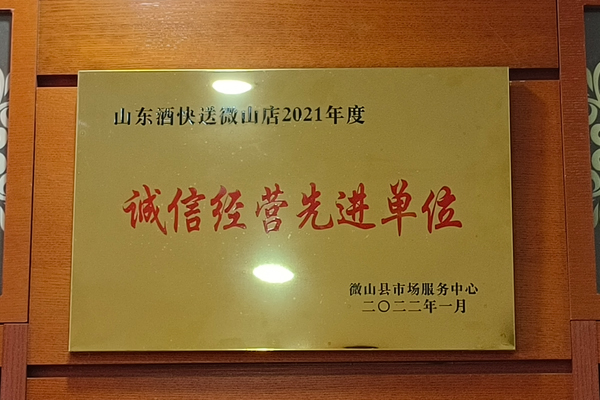 山东酒快送微山店2021年度
诚信经营先进单位
微山县市场服务中心
二〇二二年一月